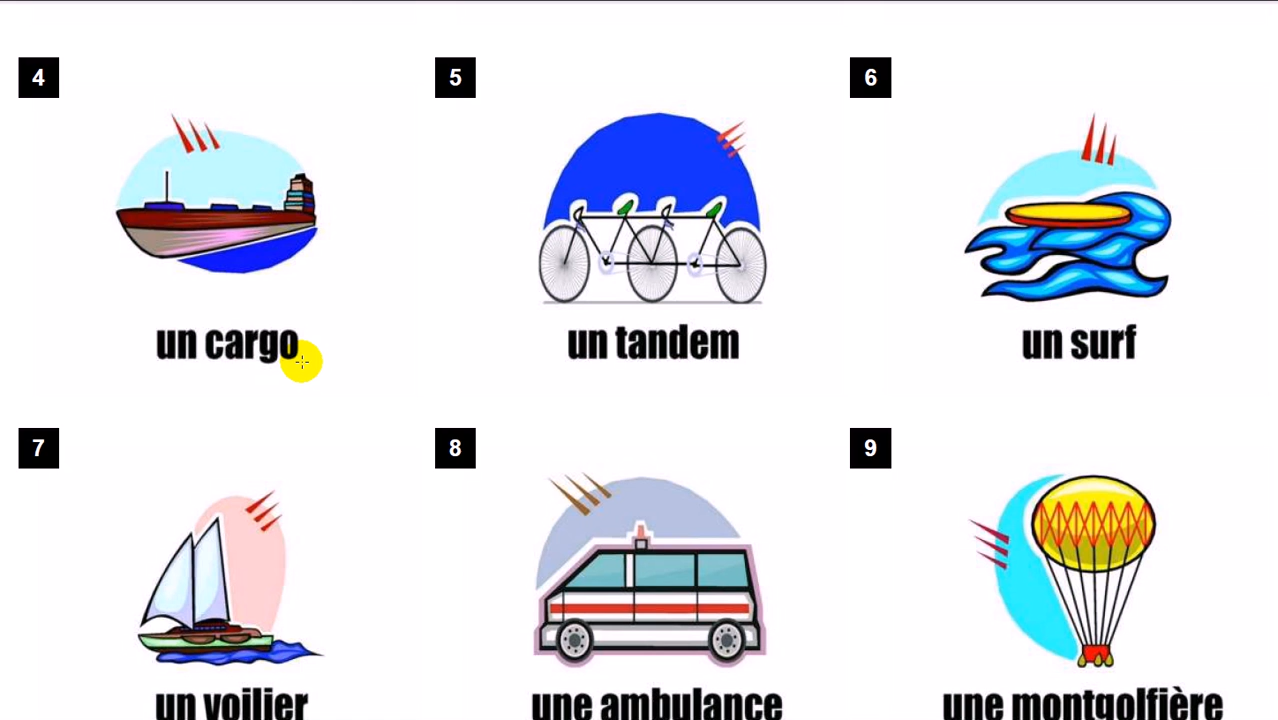 4
5
6
un cargo
un tandem
un surf
7
8
9
un voilier
une ambulance
une montgolfière